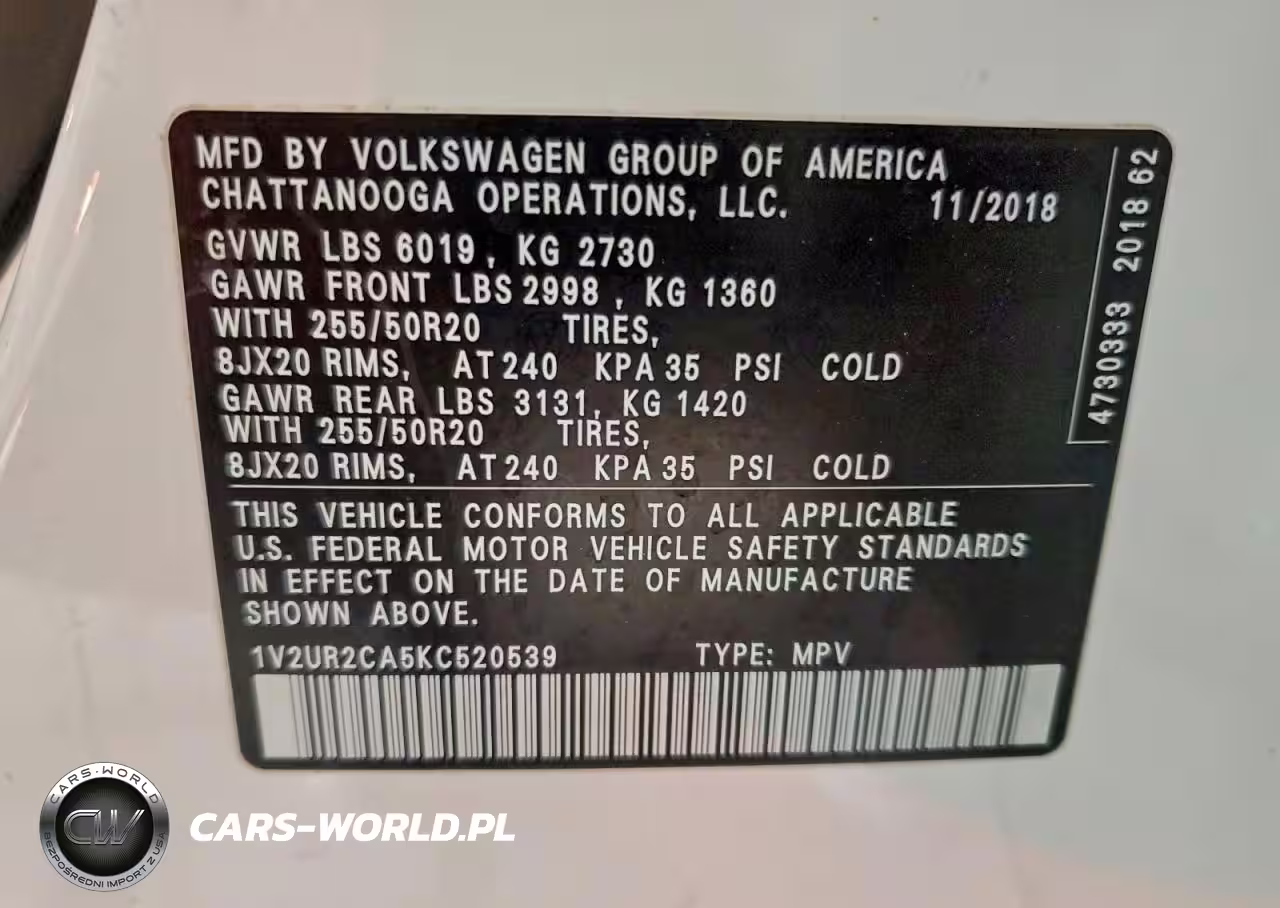 MFD BY VOLKSWAGEN GROUP OF AMERICA
CHATTANOOGA OPERATIONS, LLC. 11/2018
GVWR LBS 6019, KG 2730
GAWR FRONT LBS 2998, KG 1360
WITH 255/50R20 TIRES,
8JX20 RIMS, AT 240 KPA 35 PSI COLD
GAWR REAR LBS 3131, KG 1420
WITH 255/50R20 TIRES,
8JX20 RIMS, AT 240 KPA 35 PSI COLD
THIS VEHICLE CONFORMS TO ALL APPLICABLE
U.S. FEDERAL MOTOR VEHICLE SAFETY STANDARDS
IN EFFECT ON THE DATE OF MANUFACTURE
SHOWN ABOVE.
1V2UR2CA5KC520539 TYPE: MPV
4730333 2018 62
CARS-WORLD
CW
BEZPOŚREDNI IMPORT Z USA
CARS-WORLD.PL